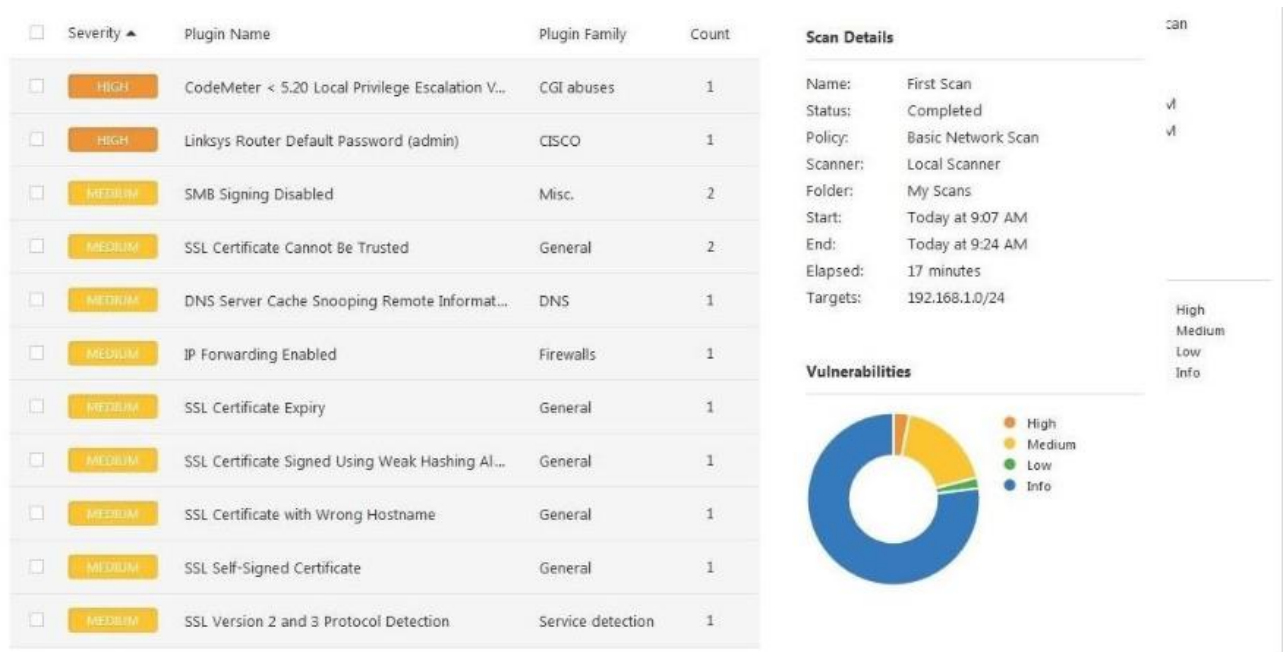 Severity Plugin Name Plugin Family Count
HIGH CodeMeter < 5.20 Local Privilege Escalation V... CGI abuses 1
HIGH Linksys Router Default Password (admin) CISCO 1
MEDIUM SMB Signing Disabled Misc. 2
MEDIUM SSL Certificate Cannot Be Trusted General 2
MEDIUM DNS Server Cache Snooping Remote Informat... DNS 1
MEDIUM IP Forwarding Enabled Firewalls 1
MEDIUM SSL Certificate Expiry General 1
MEDIUM SSL Certificate Signed Using Weak Hashing Al... General 1
MEDIUM SSL Certificate with Wrong Hostname General 1
MEDIUM SSL Self-Signed Certificate General 1
MEDIUM SSL Version 2 and 3 Protocol Detection Service detection 1
Scan Details
Name: First Scan
Status: Completed
Policy: Basic Network Scan
Scanner: Local Scanner
Folder: My Scans
Start: Today at 9:07 AM
End: Today at 9:24 AM
Elapsed: 17 minutes
Targets: 192.168.1.0/24
Vulnerabilities
High
Medium
Low
Info
High
Medium
Low
Info